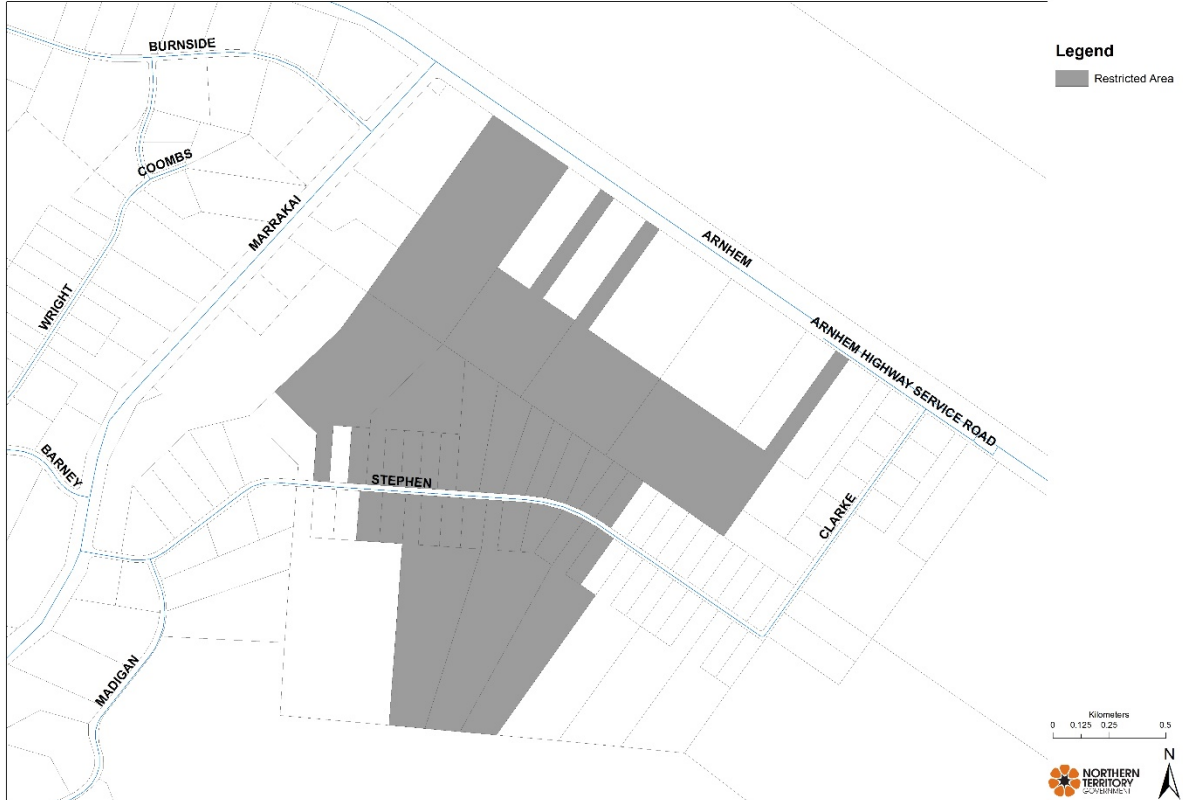 BURNSIDE
COOMBS
MARRAKAI
WRIGHT
BARNEY
MADIGAN
STEPHEN
ARNHEM
ARNHEM HIGHWAY SERVICE ROAD
CLARKE
Legend
Restricted Area
Kilometers
0 0.125 0.25 0.5
N
NORTHERN
TERRITORY
GOVERNMENT